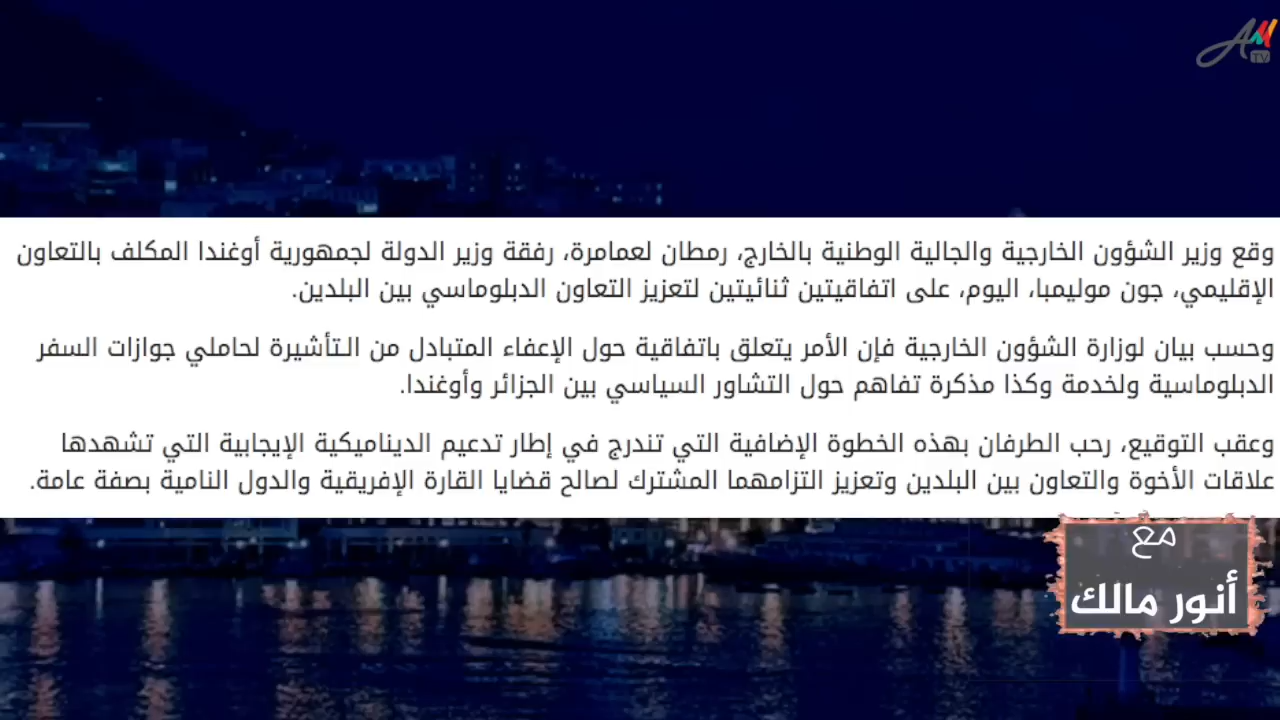 AM
TV
وقع وزير الشؤون الخارجية والجالية الوطنية بالخارج، رمطان لعمامرة، رفقة وزير الدولة لجمهورية أوغندا المكلف بالتعاون
الإقليمي، جون موليمبا، اليوم، على اتفاقيتين ثنائيتين لتعزيز التعاون الدبلوماسي بين البلدين.
وحسب بيان لوزارة الشؤون الخارجية فإن الأمر يتعلق باتفاقية حول الإعفاء المتبادل من الـتأشيرة لحاملي جوازات السفر
الدبلوماسية ولخدمة وكذا مذكرة تفاهم حول التشاور السياسي بين الجزائر وأوغندا.
وعقب التوقيع، رحب الطرفان بهذه الخطوة الإضافية التي تندرج في إطار تدعيم الديناميكية الإيجابية التي تشهدها
علاقات الأخوة والتعاون بين البلدين وتعزيز التزامهما المشترك لصالح قضايا القارة الإفريقية والدول النامية بصفة عامة.
مع
أنور مالك